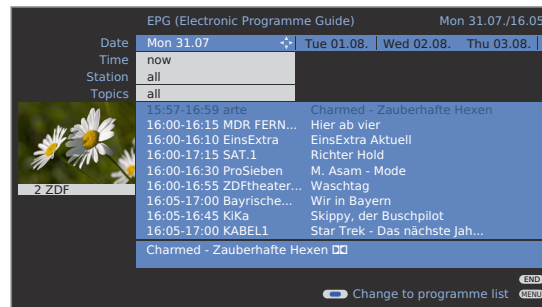 EPG (Electronic Programme Guide) Mon 31.07./16:05
Date Mon 31.07 Tue 01.08. Wed 02.08. Thu 03.08.
Time now
Station all
Topics all
15:57-16:59 arte Charmed - Zauberhafte Hexen
16:00-16:15 MDR FERN... Hier ab vier
16:00-16:10 EinsExtra EinsExtra Aktuell
16:00-17:15 SAT.1 Richter Hold
16:00-16:30 ProSieben M. Asam - Mode
16:00-16:55 ZDFtheater... Waschtag
16:05-17:00 Bayrische... Wir in Bayern
16:05-16:45 KiKa Skippy, der Buschpilot
16:05-17:00 KABEL1 Star Trek - Das nächste Jah...
2 ZDF
Charmed - Zauberhafte Hexen
END
Change to programme list MENU